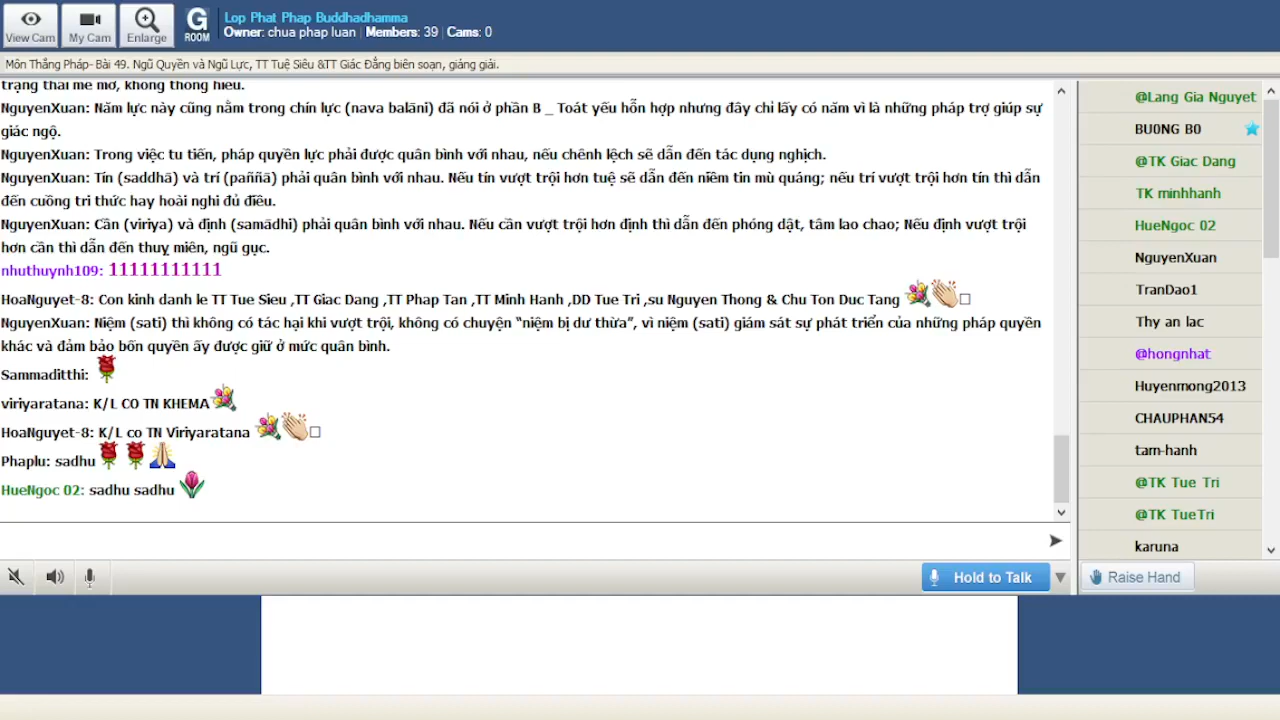 View Cam
My Cam
Enlarge
G
ROOM
Lop Phat Phap Buddhadhamma
Owner: chua phap luan | Members: 39 | Cams: 0
Môn Thắng Pháp- Bài 49. Ngũ Quyền và Ngũ Lực, TT Tuệ Siêu &TT Giác Đẳng biên soạn, giảng giải.
trạng thái mê mờ, không thông hiểu.
NguyenXuan: Năm lực này cũng nằm trong chín lực (nava balāni) đã nói ở phần B _ Toát yếu hỗn hợp nhưng đây chỉ lấy có năm vì là những pháp trợ giúp sự
giác ngộ.
NguyenXuan: Trong việc tu tiến, pháp quyền lực phải được quân bình với nhau, nếu chênh lệch sẽ dẫn đến tác dụng nghịch.
NguyenXuan: Tín (saddhā) và trí (paññā) phải quân bình với nhau. Nếu tín vượt trội hơn tuệ sẽ dẫn đến niềm tin mù quáng; nếu trí vượt trội hơn tín thì dẫn
đến cuồng tri thức hay hoài nghi đủ điều.
NguyenXuan: Cần (viriya) và định (samādhi) phải quân bình với nhau. Nếu cần vượt trội hơn định thì dẫn đến phóng dật, tâm lao chao; Nếu định vượt trội
hơn cần thì dẫn đến thuỵ miên, ngũ gục.
nhuthuynh109: 11111111111
HoaNguyet-8: Con kinh danh le TT Tue Sieu ,TT Giac Dang ,TT Phap Tan ,TT Minh Hanh ,DD Tue Tri ,su Nguyen Thong & Chu Ton Duc Tang
NguyenXuan: Niệm (sati) thì không có tác hại khi vượt trội, không có chuyện “niệm bị dư thừa”, vì niệm (sati) giám sát sự phát triển của những pháp quyền
khác và đảm bảo bốn quyền ấy được giữ ở mức quân bình.
Sammaditthi:
viriyaratana: K/L CO TN KHEMA
HoaNguyet-8: K/L co TN Viriyaratana
Phaplu: sadhu
HueNgoc 02: sadhu sadhu
@Lang Gia Nguyet
BUỒNG BỎ
@TK Giac Dang
TK minhhanh
HueNgoc 02
NguyenXuan
TranDao1
Thy an lac
@hongnhat
Huyenmong2013
CHAUPHAN54
tam-hanh
@TK Tue Tri
@TK TueTri
karuna
Hold to Talk
Raise Hand